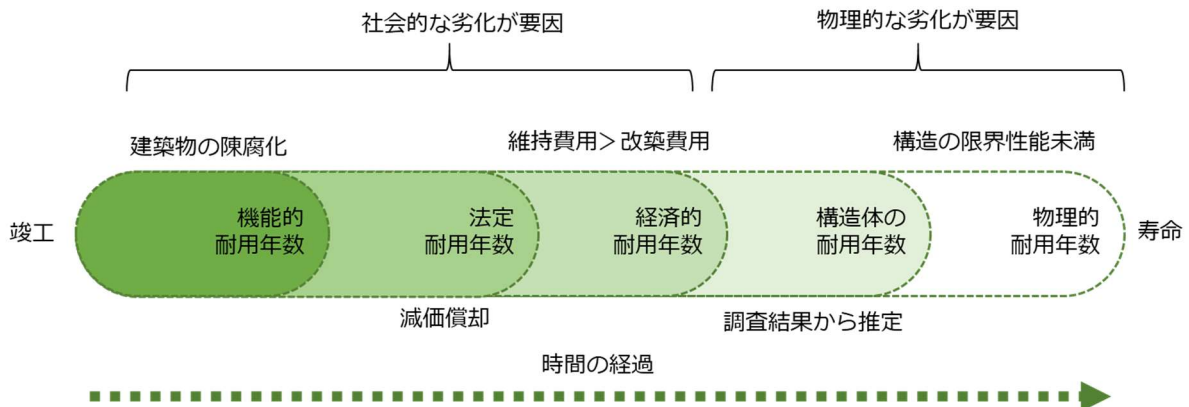 社会的な劣化が要因
物理的な劣化が要因
建築物の陳腐化
維持費用＞改築費用
構造の限界性能未満
竣工
機能的
耐用年数
法定
耐用年数
経済的
耐用年数
構造体の
耐用年数
物理的
耐用年数
寿命
減価償却
調査結果から推定
時間の経過